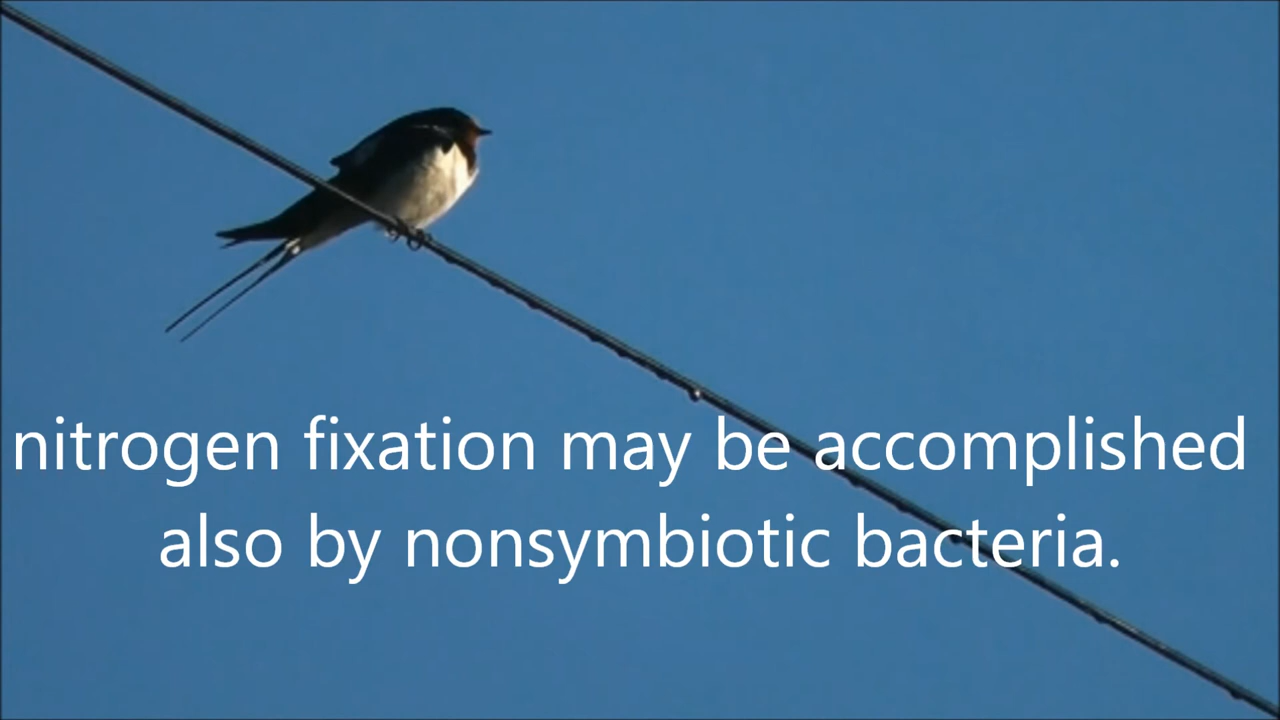 nitrogen fixation may be accomplished
also by nonsymbiotic bacteria.